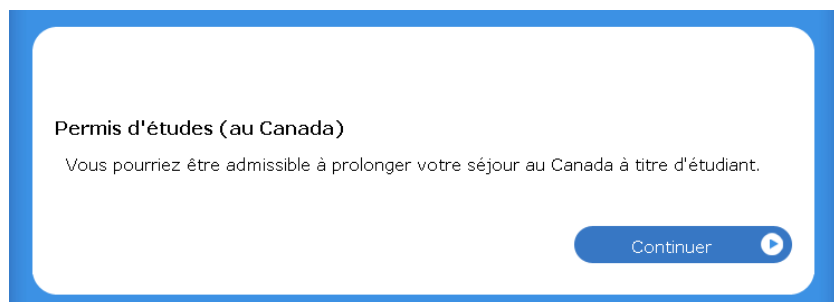 Permis d'études (au Canada)
Vous pourriez être admissible à prolonger votre séjour au Canada à titre d'étudiant.
Continuer